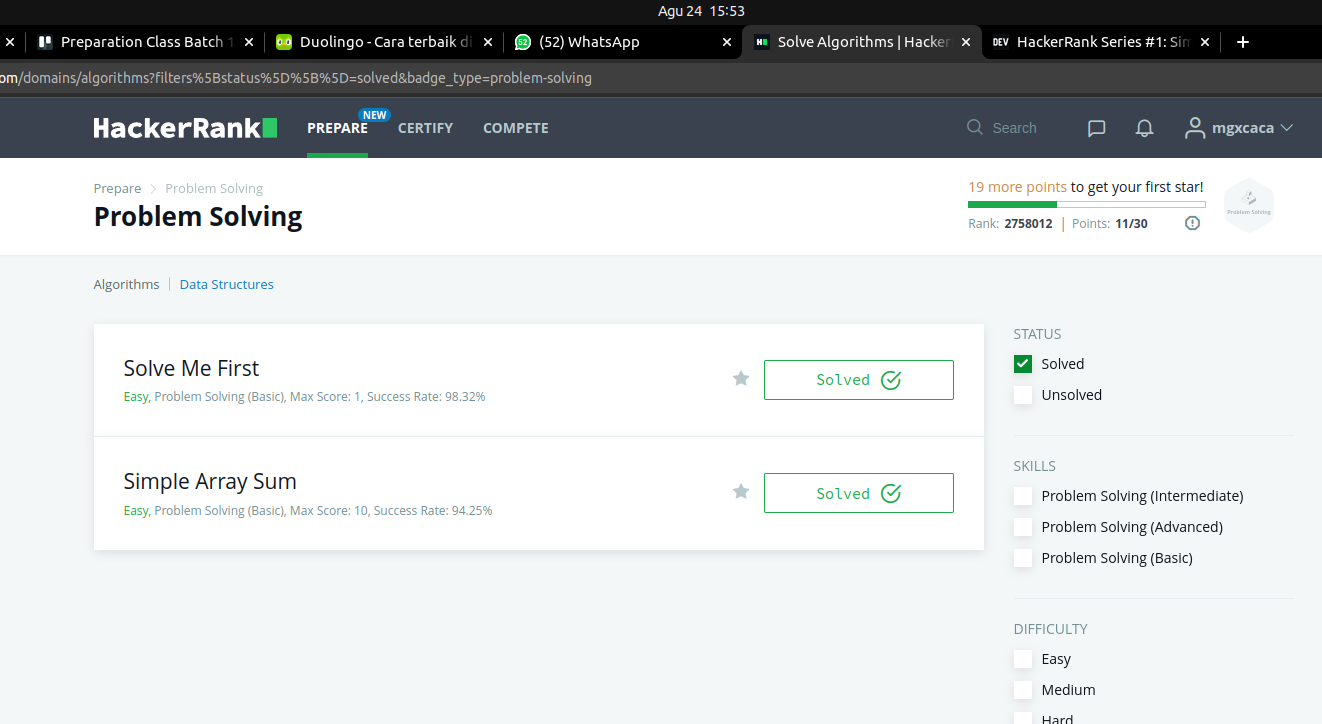 Agu 24 15:53
Preparation Class Batch 1
Duolingo - Cara terbaik di
(52) WhatsApp
Solve Algorithms | Hacker
DEV HackerRank Series #1: Sim
om/domains/algorithms?filters%5Bstatus%5D%5B%5D=solved&badge_type=problem-solving
HackerRank
PREPARE
NEW
CERTIFY
COMPETE
Search
mgxcaca
Prepare
Problem Solving
Problem Solving
19 more points to get your first star!
Rank: 2758012 | Points: 11/30
Problem Solving
Algorithms
Data Structures
Solve Me First
Easy, Problem Solving (Basic), Max Score: 1, Success Rate: 98.32%
Solved
Simple Array Sum
Easy, Problem Solving (Basic), Max Score: 10, Success Rate: 94.25%
Solved
STATUS
Solved
Unsolved
SKILLS
Problem Solving (Intermediate)
Problem Solving (Advanced)
Problem Solving (Basic)
DIFFICULTY
Easy
Medium
Hard